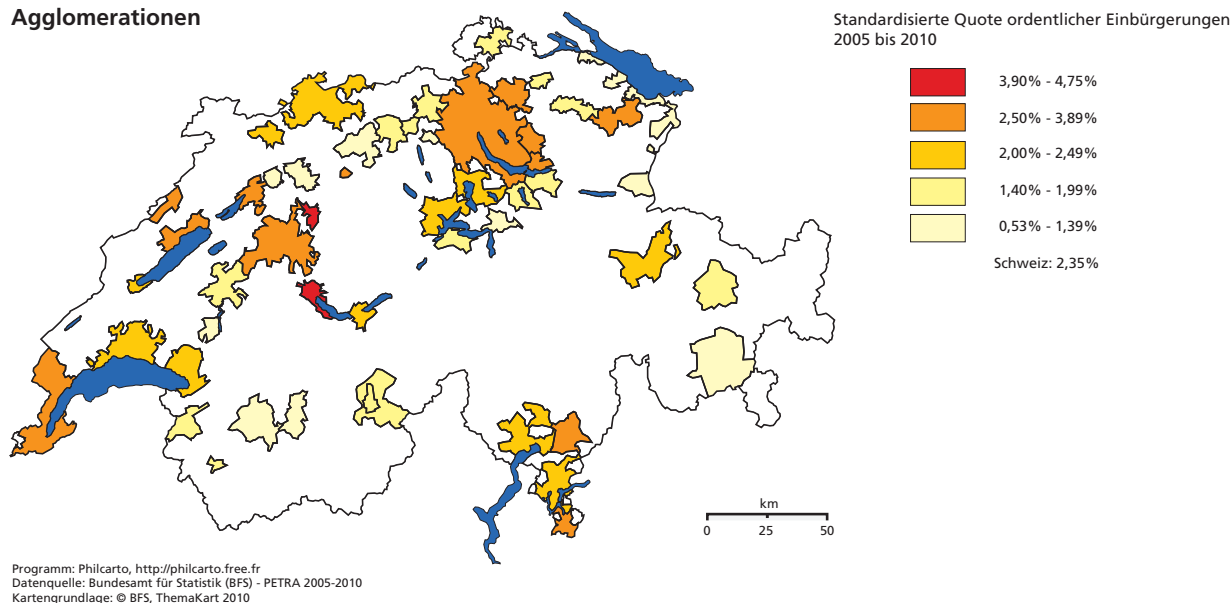 Agglomerationen
Standardisierte Quote ordentlicher Einbürgerungen
2005 bis 2010
3,90% - 4,75%
2,50% - 3,89%
2,00% - 2,49%
1,40% - 1,99%
0,53% - 1,39%
Schweiz: 2,35%
km
0 25 50
Programm: Philcarto, http://philcarto.free.fr
Datenquelle: Bundesamt für Statistik (BFS) - PETRA 2005-2010
Kartengrundlage: © BFS, ThemaKart 2010